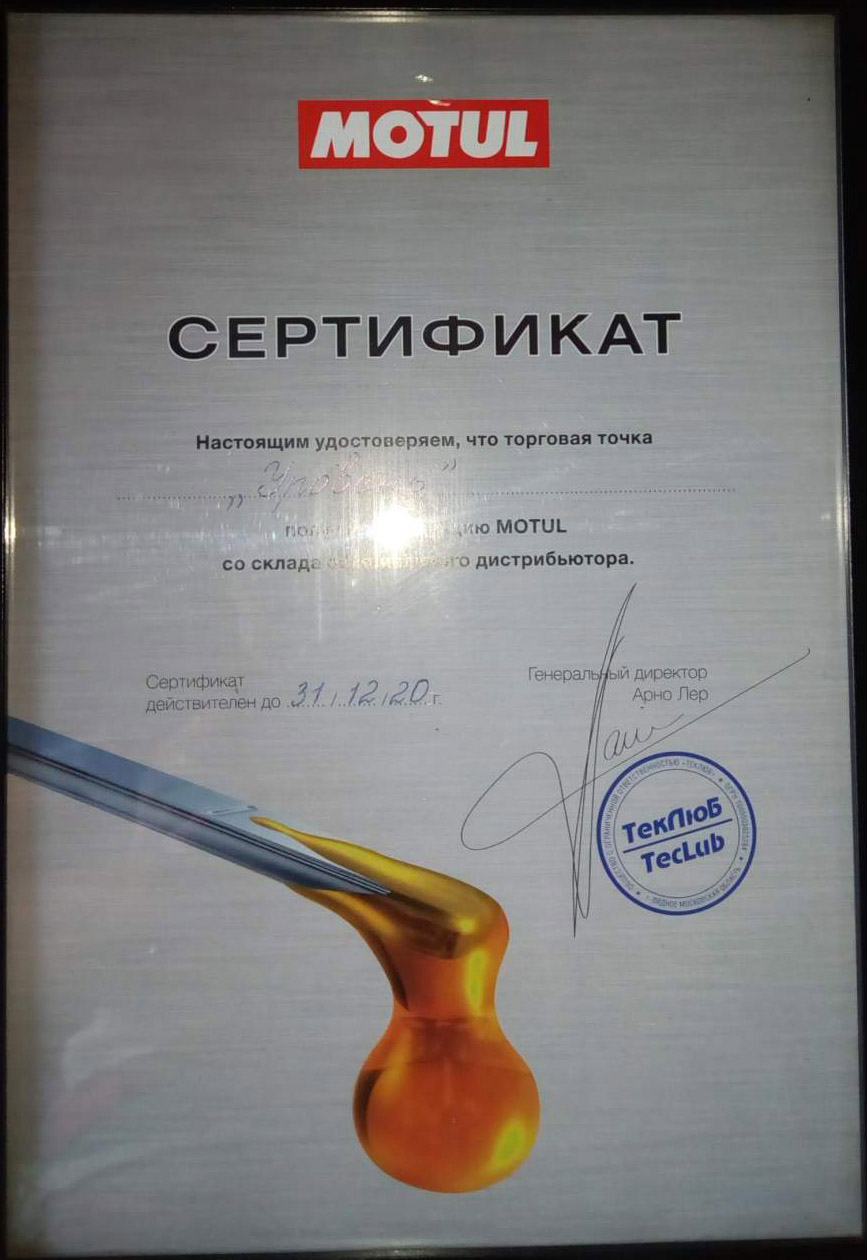 MOTUL
СЕРТИФИКАТ
Настоящим удостоверяем, что торговая точка
MOTUL
со склада дистрибьютора.
Сертификат
действителен до 31.12.20 г.
Генеральный директор
Арно Лер
ТекЛюб
TecLub